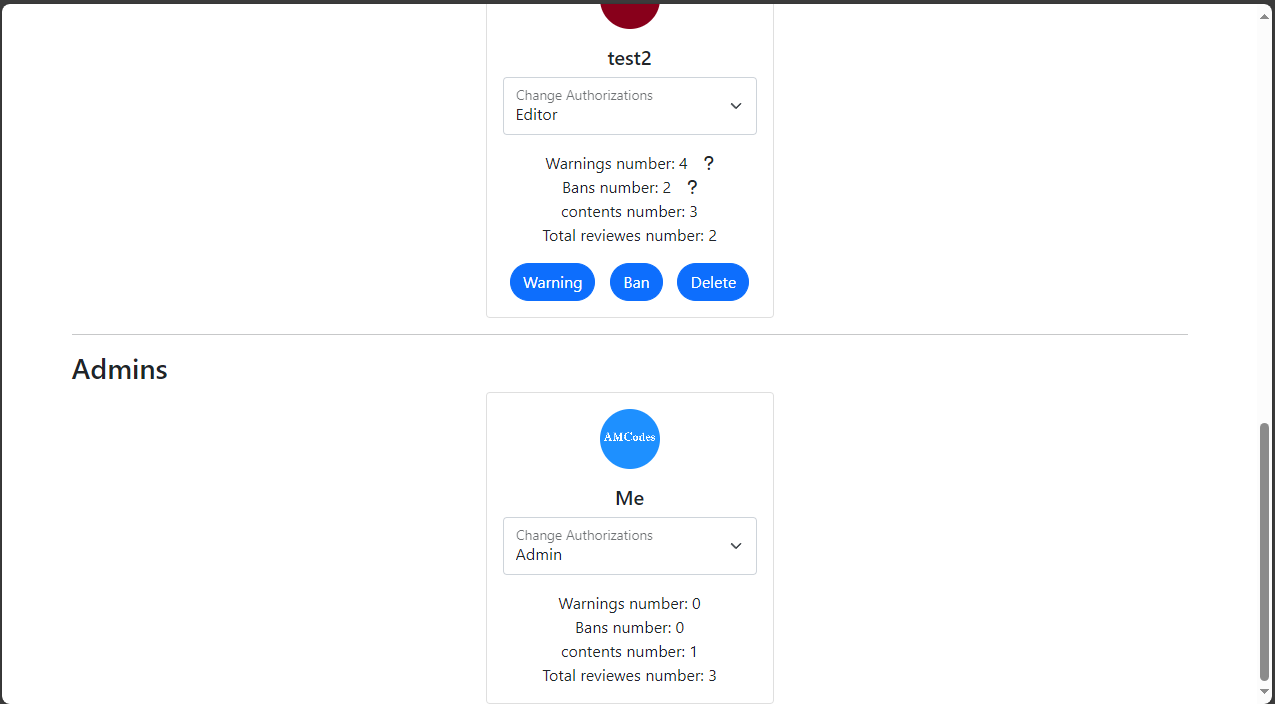 test2
Change Authorizations
Editor
Warnings number: 4 ?
Bans number: 2 ?
contents number: 3
Total reviewes number: 2
Warning Ban Delete
Admins
AMCodes
Me
Change Authorizations
Admin
Warnings number: 0
Bans number: 0
contents number: 1
Total reviewes number: 3